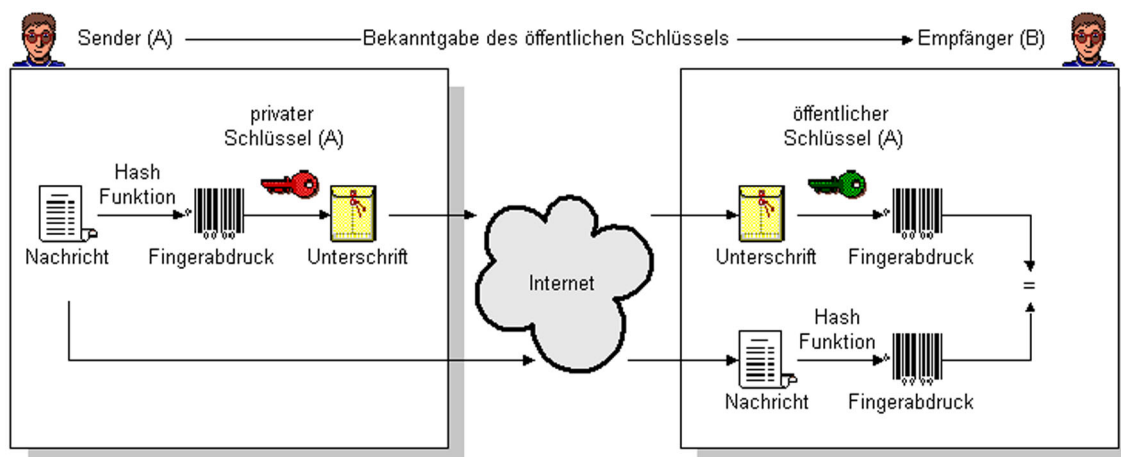 Sender (A)
Bekanntgabe des öffentlichen Schlüssels
Empfänger (B)
privater
Schlüssel (A)
Hash
Funktion
Nachricht
Fingerabdruck
Unterschrift
Internet
öffentlicher
Schlüssel (A)
Unterschrift
Fingerabdruck
=
Hash
Funktion
Nachricht
Fingerabdruck